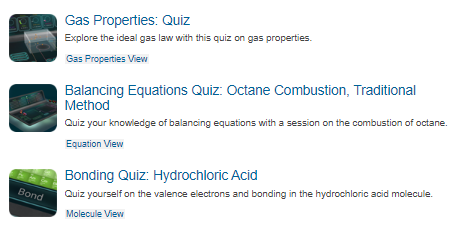 Gas Properties: Quiz
Explore the ideal gas law with this quiz on gas properties.
Gas Properties View
Balancing Equations Quiz: Octane Combustion, Traditional
Method
Quiz your knowledge of balancing equations with a session on the combustion of octane.
Equation View
Bonding Quiz: Hydrochloric Acid
Quiz yourself on the valence electrons and bonding in the hydrochloric acid molecule.
Bond
Molecule View